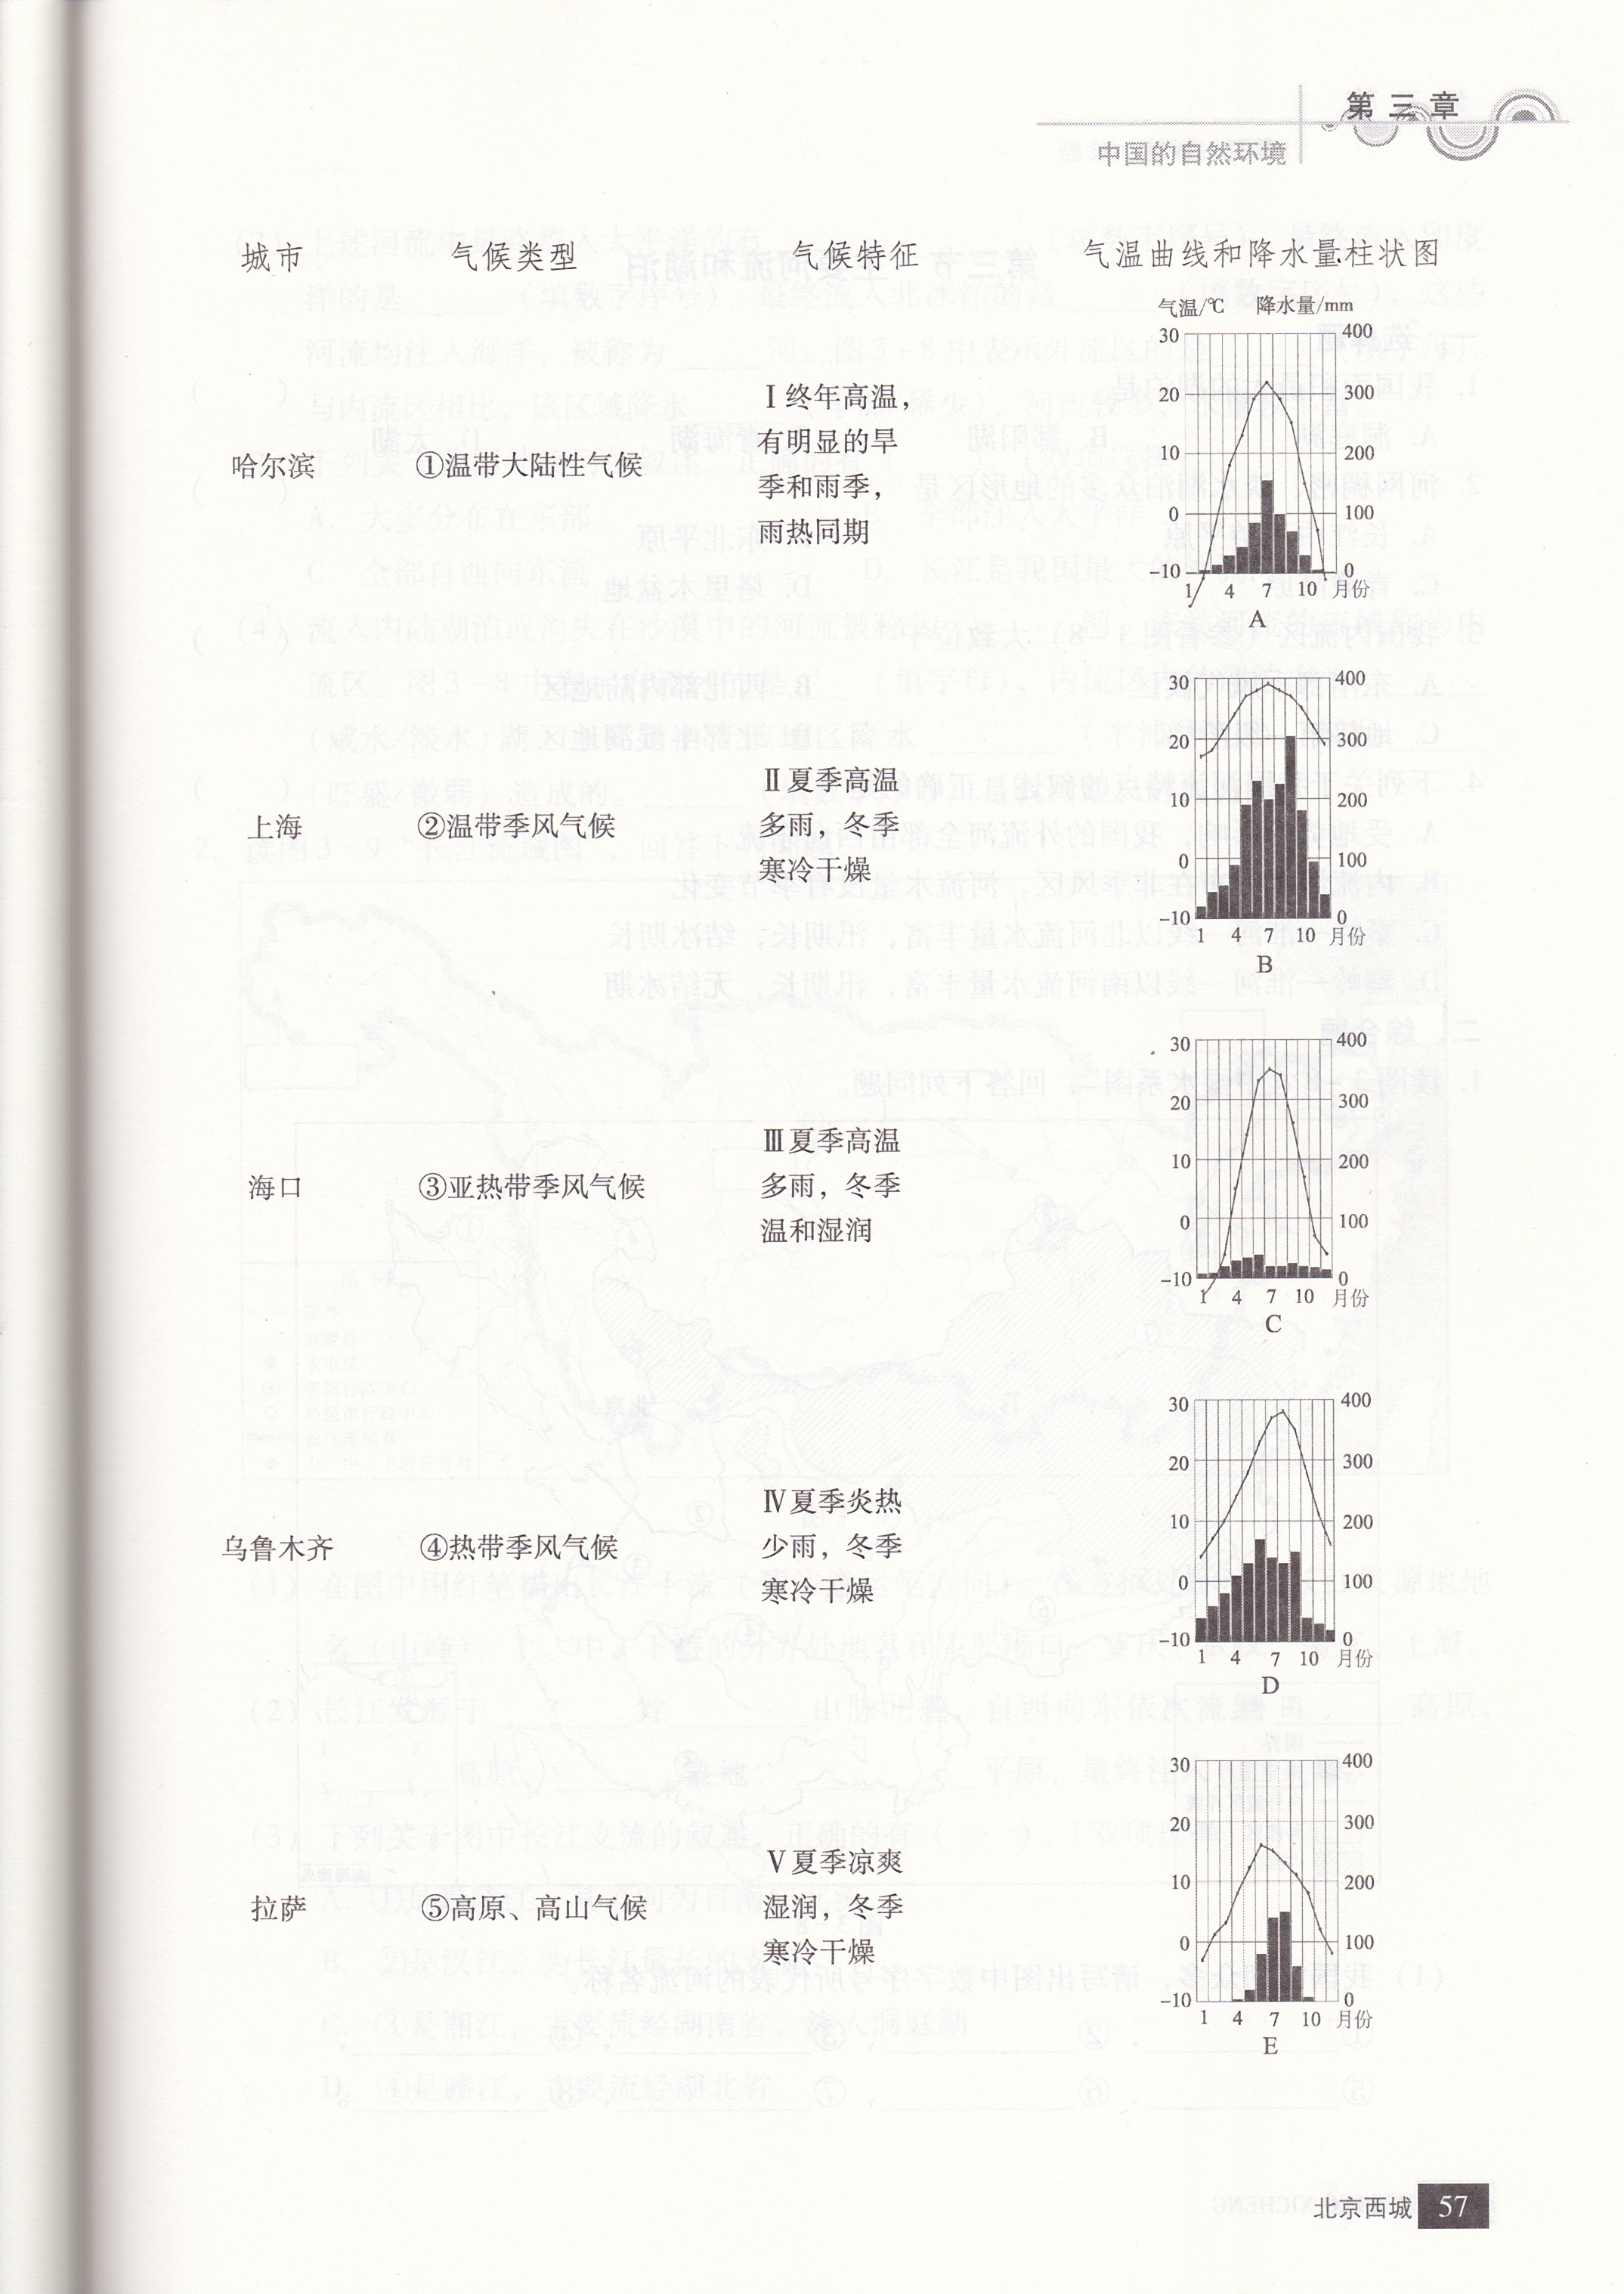 第三章
中国的自然环境
城市 气候类型 气候特征 气温曲线和降水量柱状图
哈尔滨
①温带大陆性气候
Ⅰ终年高温，
有明显的旱
季和雨季，
雨热同期
气温/℃ 降水量/mm
30 400
20 300
10 200
0 100
-10 0
1 4 7 10 月份
A
上海
②温带季风气候
Ⅱ夏季高温
多雨，冬季
寒冷干燥
30 400
20 300
10 200
0 100
-10 0
1 4 7 10 月份
B
海口
③亚热带季风气候
Ⅲ夏季高温
多雨，冬季
温和湿润
30 400
20 300
10 200
0 100
-10 0
1 4 7 10 月份
C
乌鲁木齐
④热带季风气候
Ⅳ夏季炎热
少雨，冬季
寒冷干燥
30 400
20 300
10 200
0 100
-10 0
1 4 7 10 月份
D
拉萨
⑤高原、高山气候
Ⅴ夏季凉爽
湿润，冬季
寒冷干燥
30 400
20 300
10 200
0 100
-10 0
1 4 7 10 月份
E
北京西城 57